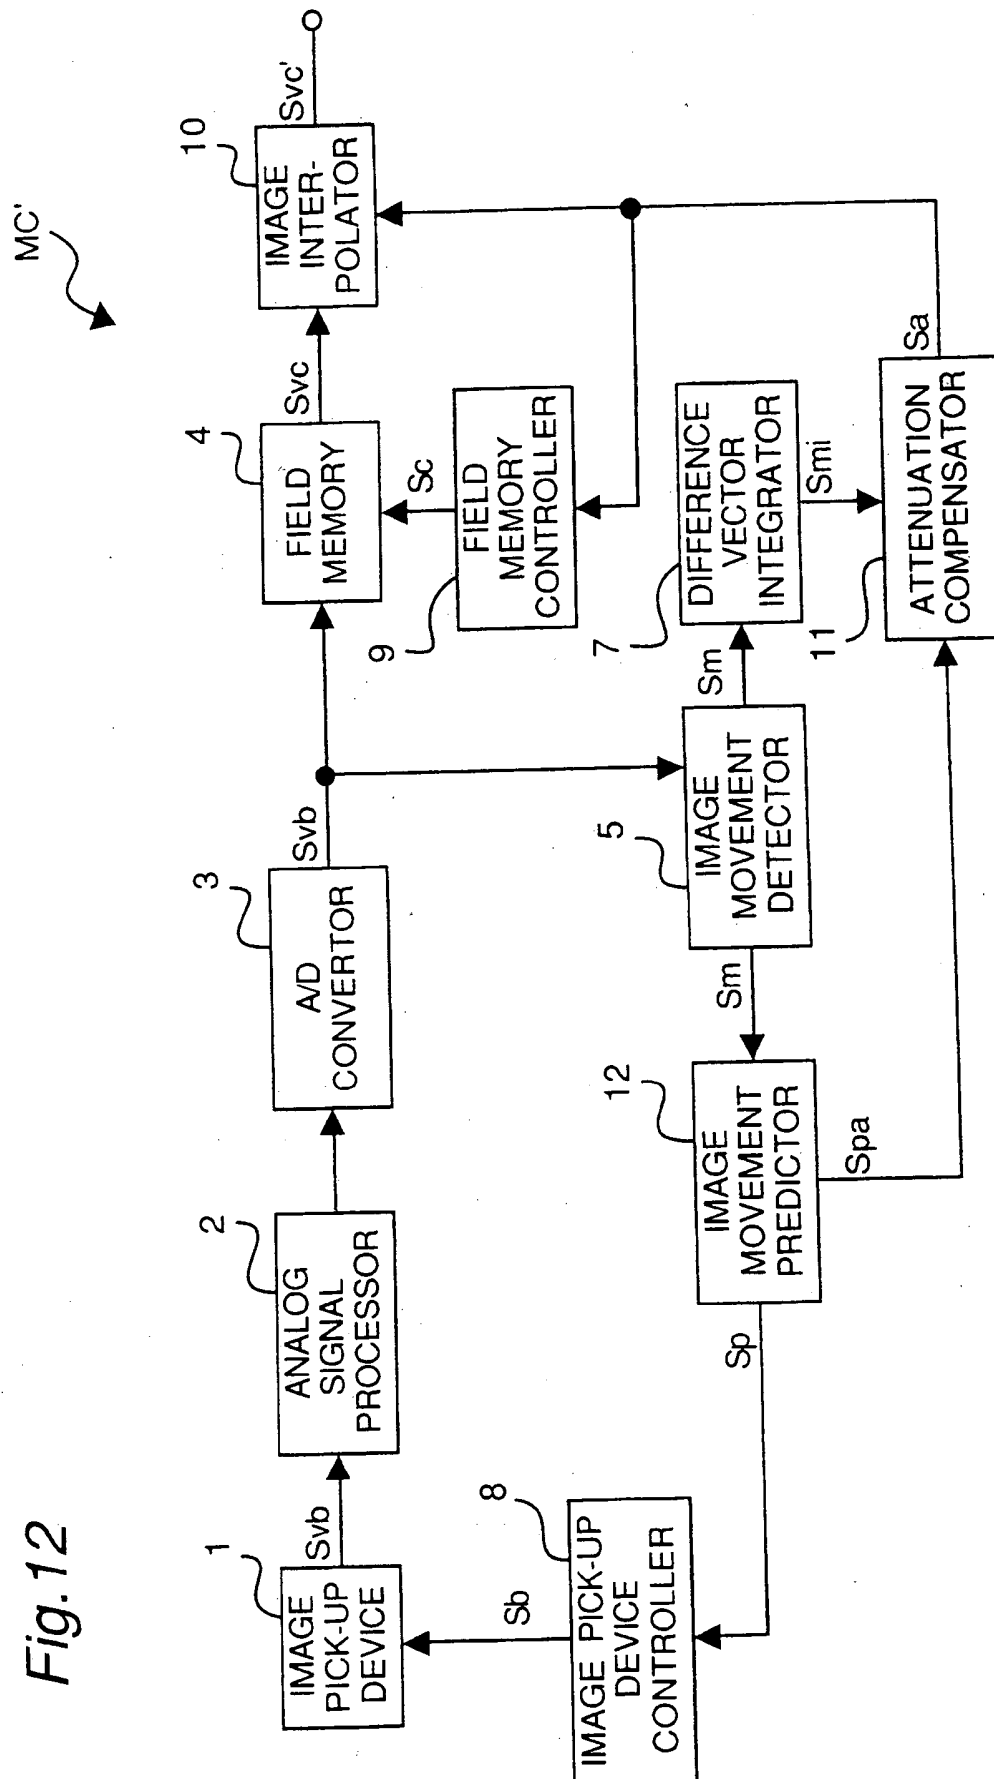 Fig.12
MC'
1
IMAGE
PICK-UP
DEVICE
Svb
2
ANALOG
SIGNAL
PROCESSOR
3
A/D
CONVERTOR
Svb
4
FIELD
MEMORY
Svc
10
IMAGE
INTER-
POLATOR
Svc'
Sb
8
IMAGE PICK-UP
DEVICE
CONTROLLER
Sc
9
FIELD
MEMORY
CONTROLLER
Sp
12
IMAGE
MOVEMENT
PREDICTOR
Sm
5
IMAGE
MOVEMENT
DETECTOR
Sm
7
DIFFERENCE
VECTOR
INTEGRATOR
Smi
Spa
11
ATTENUATION
COMPENSATOR
Sa